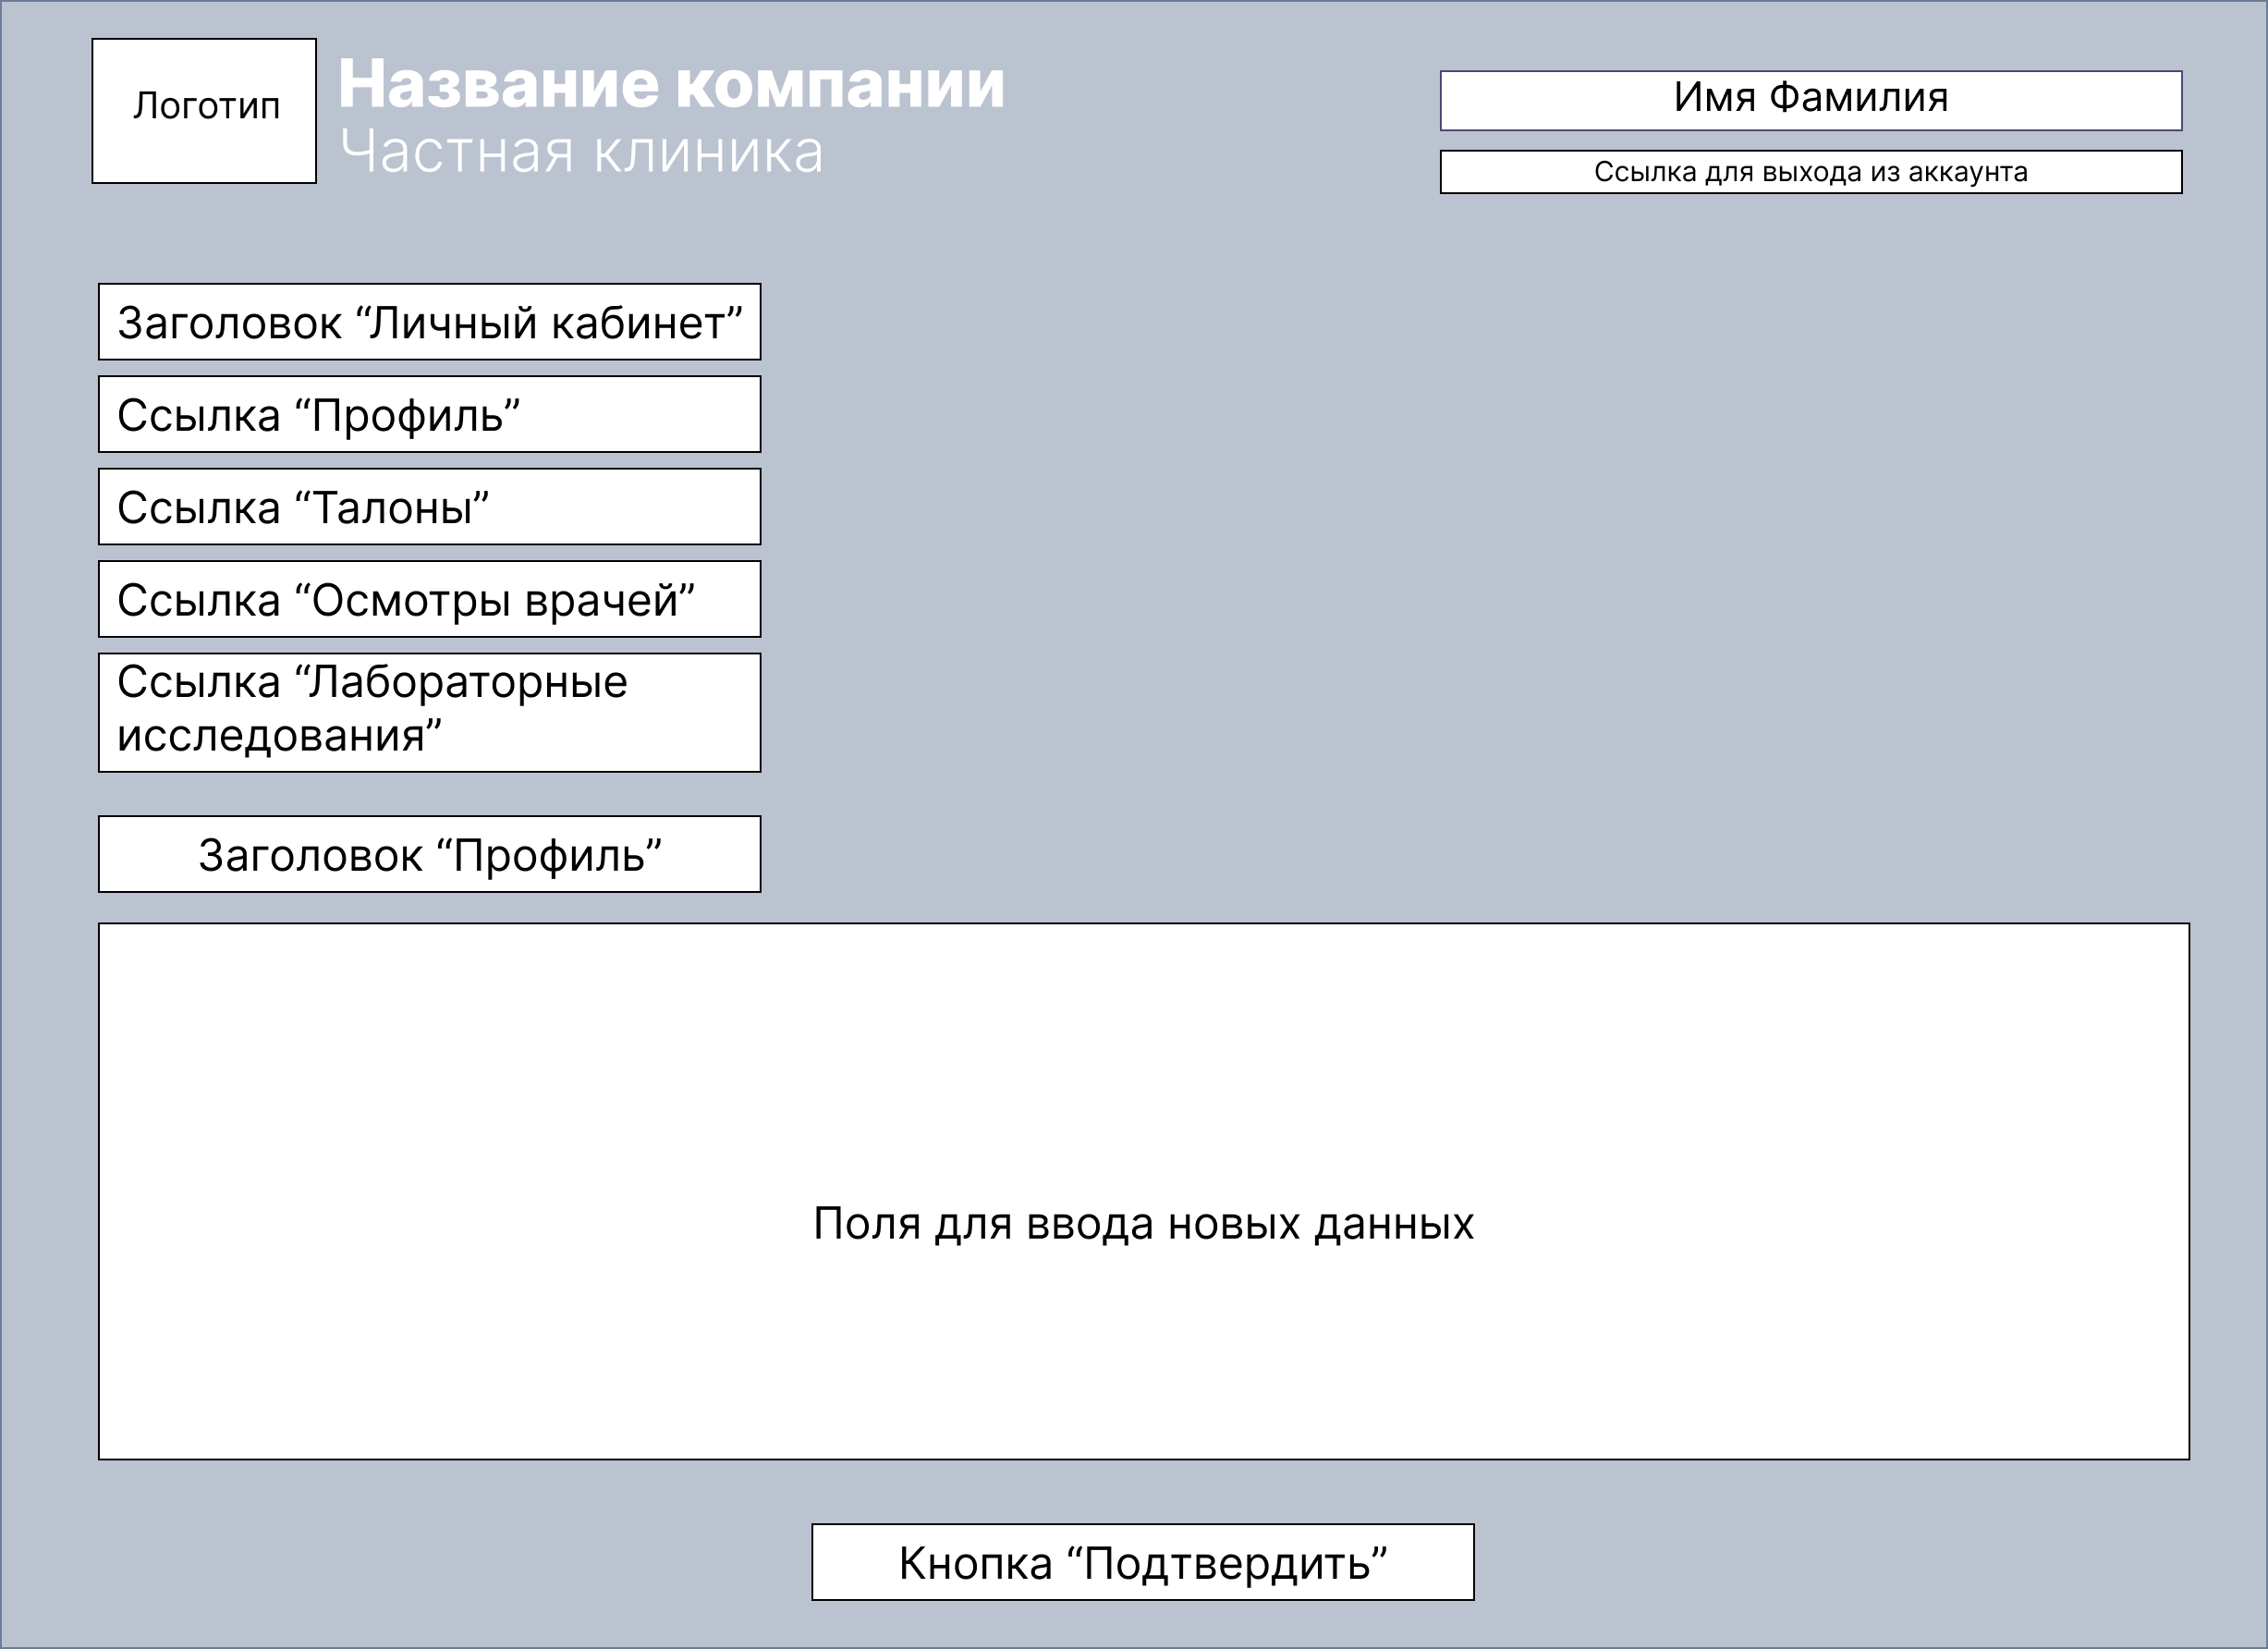 Логотип
Название компании
Частная клиника
Имя Фамилия
Ссылка для выхода из аккаунта
Заголовок “Личный кабинет”
Ссылка “Профиль”
Ссылка “Талоны”
Ссылка “Осмотры врачей”
Ссылка “Лабораторные
исследования”
Заголовок “Профиль”
Поля для ввода новых данных
Кнопка “Подтвердить”